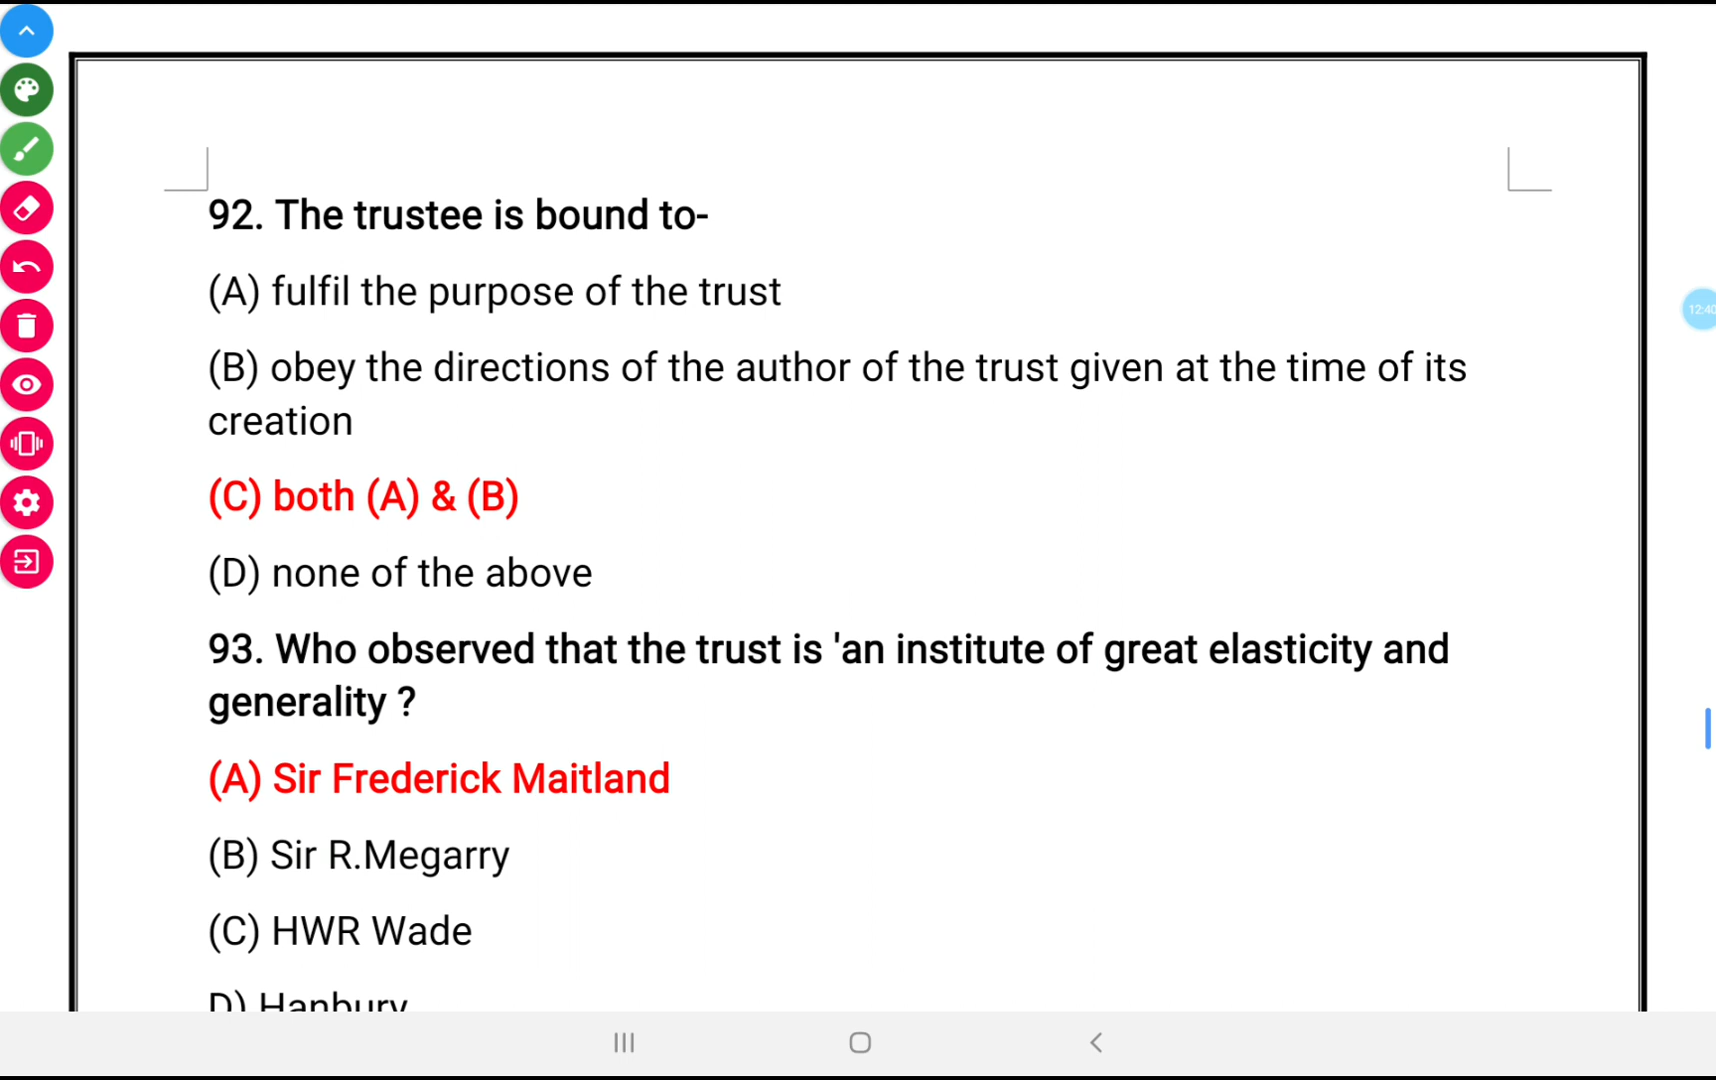 92. The trustee is bound to-
(A) fulfil the purpose of the trust
(B) obey the directions of the author of the trust given at the time of its
creation
(C) both (A) & (B)
(D) none of the above
12:40
93. Who observed that the trust is 'an institute of great elasticity and
generality ?
(A) Sir Frederick Maitland
(B) Sir R.Megarry
(C) HWR Wade
D) Hanbury